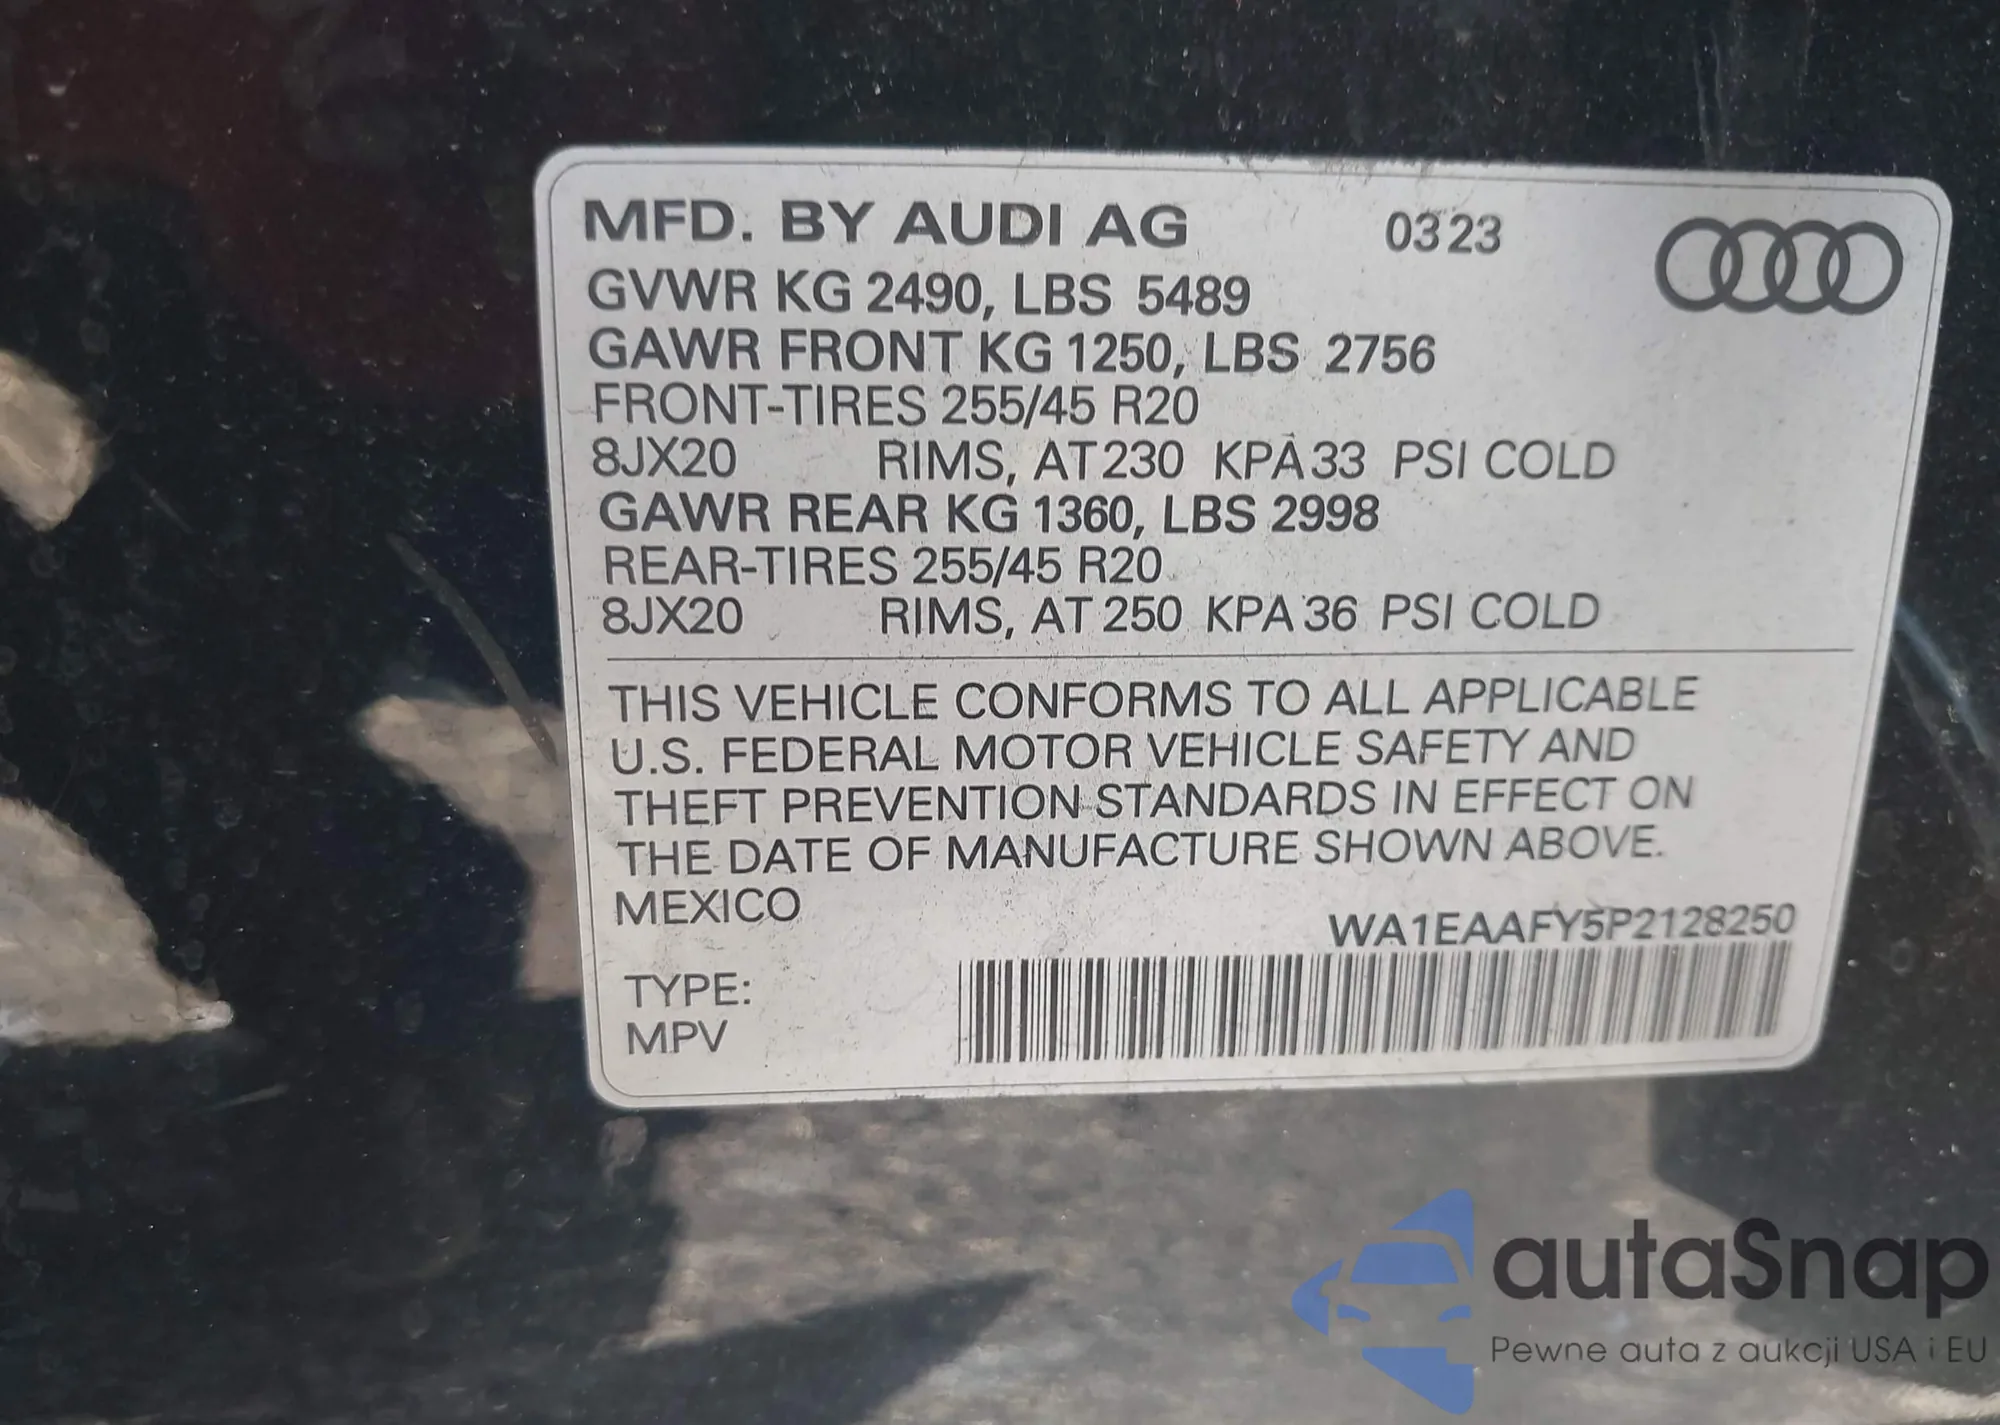 MFD. BY AUDI AG 0323
GVWR KG 2490, LBS 5489
GAWR FRONT KG 1250, LBS 2756
FRONT-TIRES 255/45 R20
8JX20 RIMS, AT 230 KPA 33 PSI COLD
GAWR REAR KG 1360, LBS 2998
REAR-TIRES 255/45 R20
8JX20 RIMS, AT 250 KPA 36 PSI COLD
THIS VEHICLE CONFORMS TO ALL APPLICABLE
U.S. FEDERAL MOTOR VEHICLE SAFETY AND
THEFT PREVENTION STANDARDS IN EFFECT ON
THE DATE OF MANUFACTURE SHOWN ABOVE.
MEXICO
WA1EAAFY5P2128250
TYPE:
MPV
autaSnap
Pewne auta z aukcji USA i EU